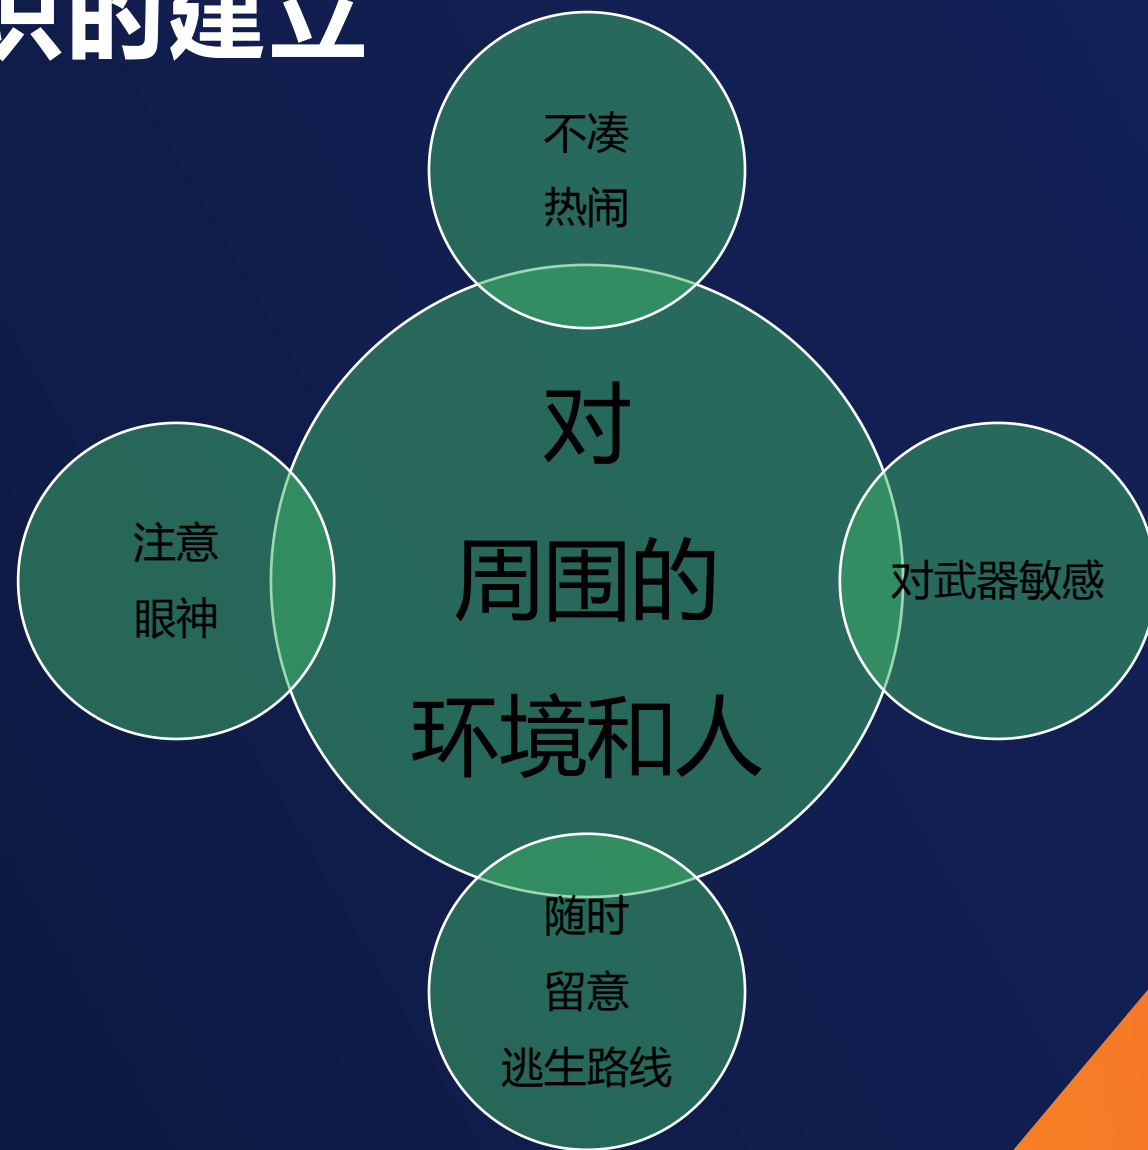 识的建立
不凑
热闹
对
周围的
环境和人
注意
眼神
对武器敏感
随时
留意
逃生路线